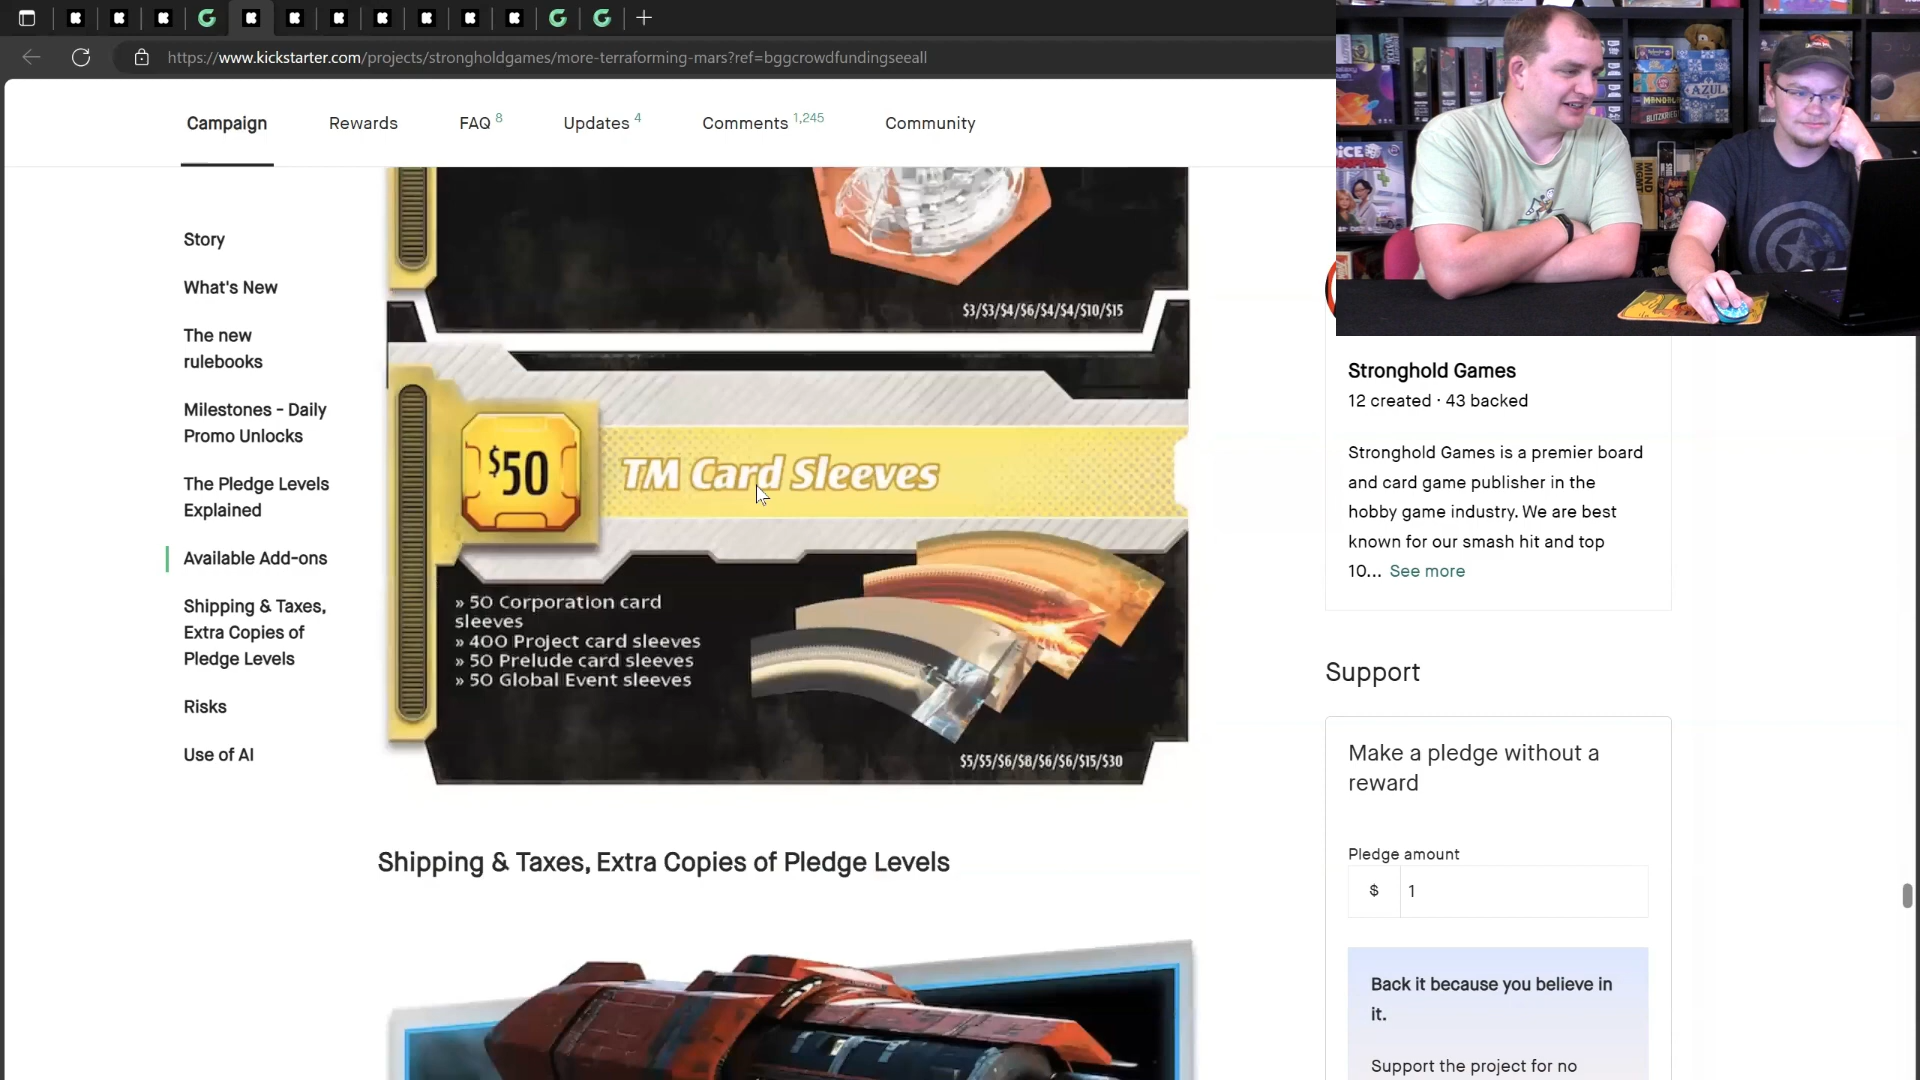 https://www.kickstarter.com/projects/strongholdgames/more-terraforming-mars?ref=bggcrowdfundingseeall
Campaign
Rewards
FAQ 8
Updates 4
Comments 1,245
Community
Story
What's New
The new
rulebooks
Milestones - Daily
Promo Unlocks
The Pledge Levels
Explained
Available Add-ons
Shipping & Taxes,
Extra Copies of
Pledge Levels
Risks
Use of AI
$3/$3/$4/$6/$4/$4/$10/$15
$50
TM Card Sleeves
» 50 Corporation card
sleeves
» 400 Project card sleeves
» 50 Prelude card sleeves
» 50 Global Event sleeves
$5/$5/$6/$8/$6/$6/$15/$30
Shipping & Taxes, Extra Copies of Pledge Levels
AZUL
MIND
MGMT
Stronghold Games
12 created · 43 backed
Stronghold Games is a premier board
and card game publisher in the
hobby game industry. We are best
known for our smash hit and top
10... See more
Support
Make a pledge without a
reward
Pledge amount
$ 1
Back it because you believe in
it.
Support the project for no